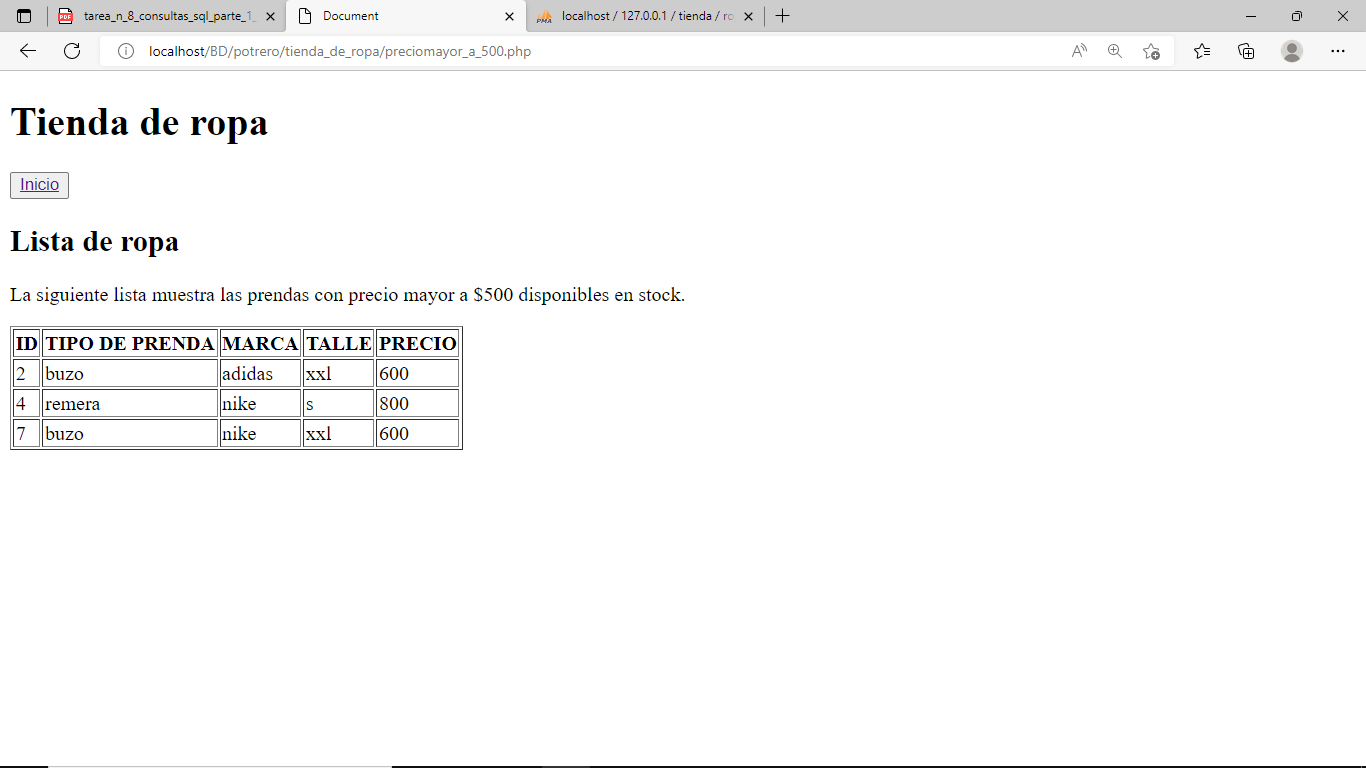 tarea_n_8_consultas_sql_parte_1_
Document
localhost / 127.0.0.1 / tienda / ro
localhost/BD/potrero/tienda_de_ropa/preciomayor_a_500.php
Tienda de ropa
Inicio
Lista de ropa
La siguiente lista muestra las prendas con precio mayor a $500 disponibles en stock.
ID TIPO DE PRENDA MARCA TALLE PRECIO
2 buzo adidas xxl 600
4 remera nike s 800
7 buzo nike xxl 600